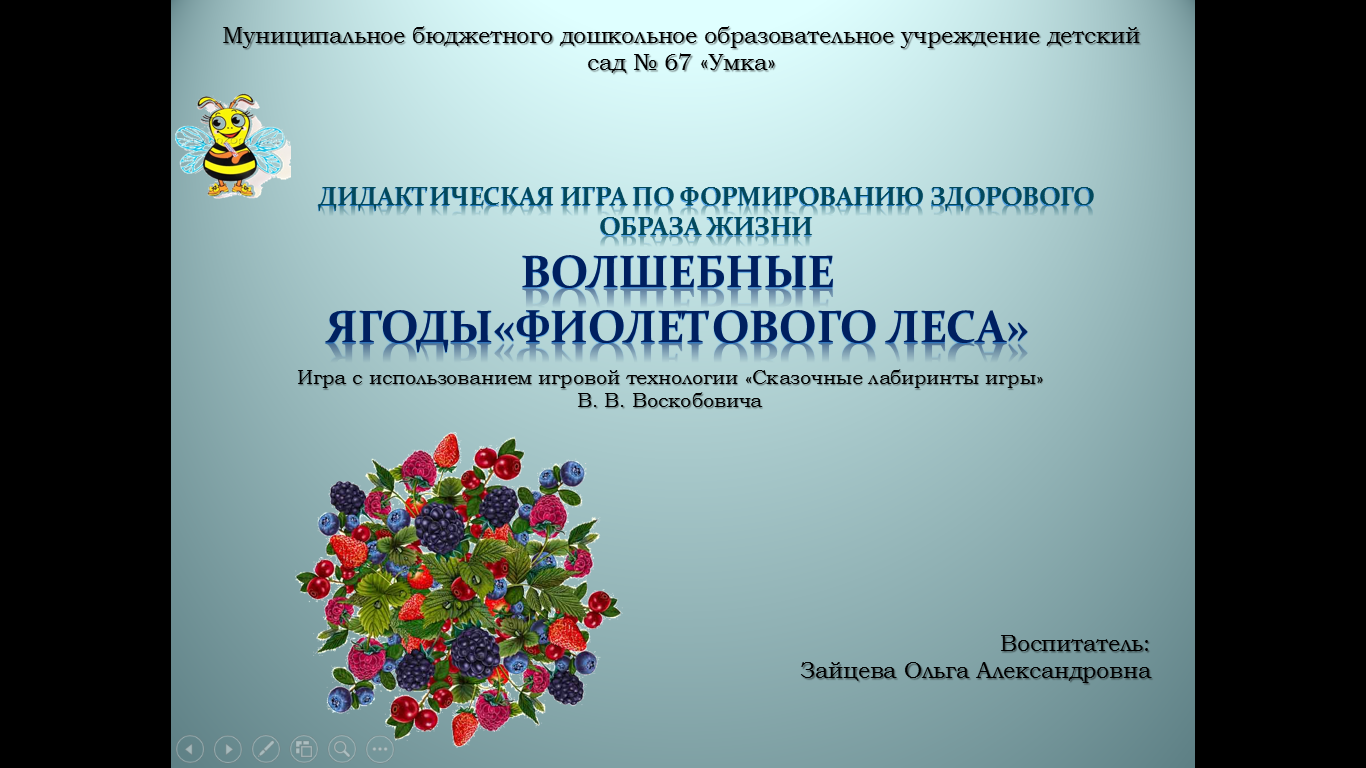 Муниципальное бюджетного дошкольное образовательное учреждение детский
сад № 67 «Умка»
ДИДАКТИЧЕСКАЯ ИГРА ПО ФОРМИРОВАНИЮ ЗДОРОВОГО
ОБРАЗА ЖИЗНИ
ВОЛШЕБНЫЕ
ЯГОДЫ«ФИОЛЕТОВОГО ЛЕСА»
Игра с использованием игровой технологии «Сказочные лабиринты игры»
В. В. Воскобовича
Воспитатель:
Зайцева Ольга Александровна